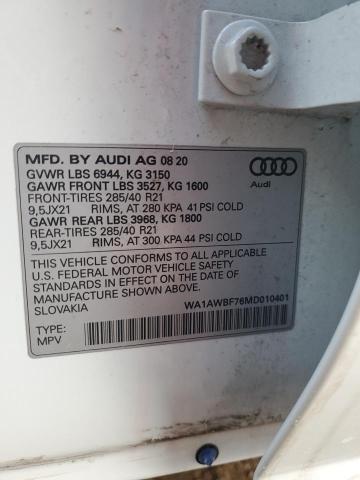 MFD. BY AUDI AG 08 20
GVWR LBS 6944, KG 3150
GAWR FRONT LBS 3527, KG 1600
FRONT-TIRES 285/40 R21
9,5JX21 RIMS, AT 280 KPA 41 PSI COLD
GAWR REAR LBS 3968, KG 1800
REAR-TIRES 285/40 R21
9,5JX21 RIMS, AT 300 KPA 44 PSI COLD
Audi
THIS VEHICLE CONFORMS TO ALL APPLICABLE
U.S. FEDERAL MOTOR VEHICLE SAFETY
STANDARDS IN EFFECT ON THE DATE OF
MANUFACTURE SHOWN ABOVE.
SLOVAKIA WA1AWBF76MD010401
TYPE:
MPV